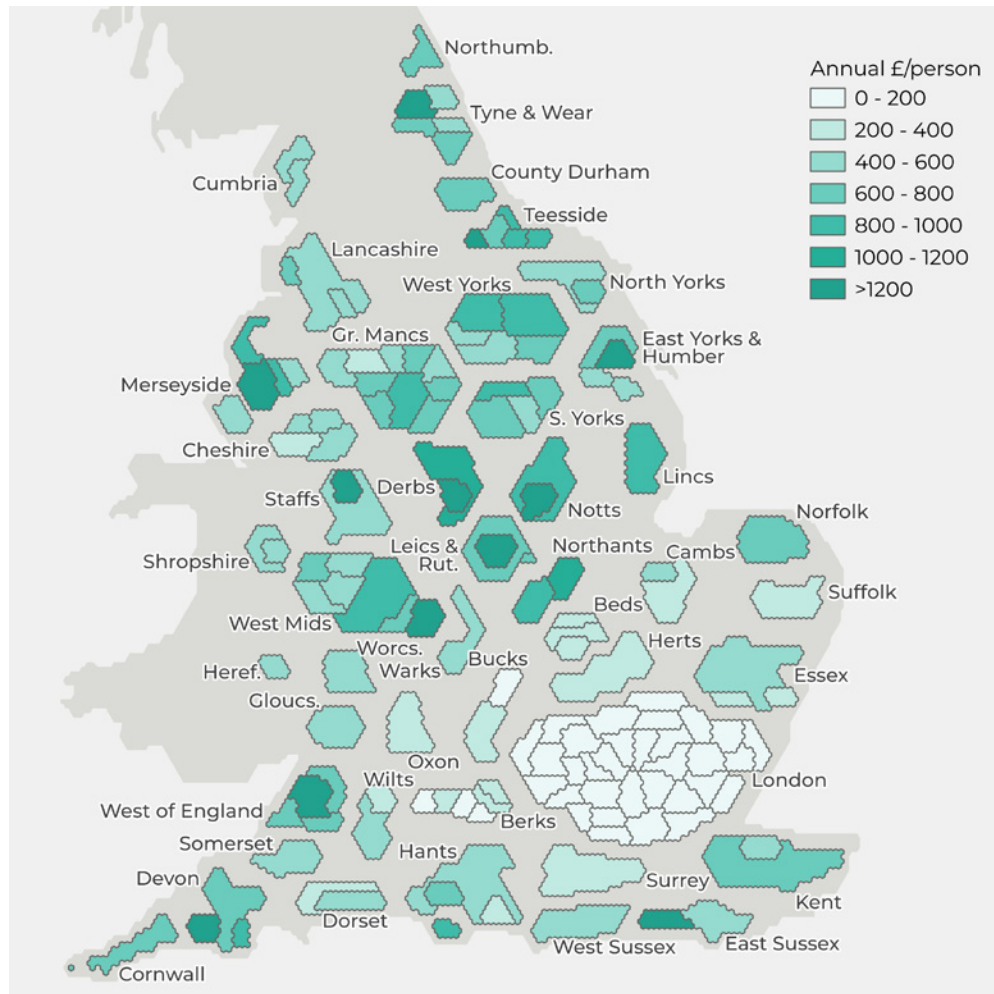 Northumb.
Annual £/person
0 - 200
200 - 400
400 - 600
600 - 800
800 - 1000
1000 - 1200
>1200
Tyne & Wear
Cumbria
County Durham
Teesside
Lancashire
West Yorks
North Yorks
Gr. Mancs
East Yorks &
Humber
Merseyside
S. Yorks
Cheshire
Lincs
Staffs
Derbs
Notts
Norfolk
Shropshire
Leics &
Rut.
Northants
Cambs
Suffolk
Beds
West Mids
Worcs.
Warks
Bucks
Herts
Heref.
Essex
Gloucs.
Oxon
London
Wilts
West of England
Berks
Somerset
Hants
Devon
Surrey
Kent
Dorset
West Sussex
East Sussex
Cornwall